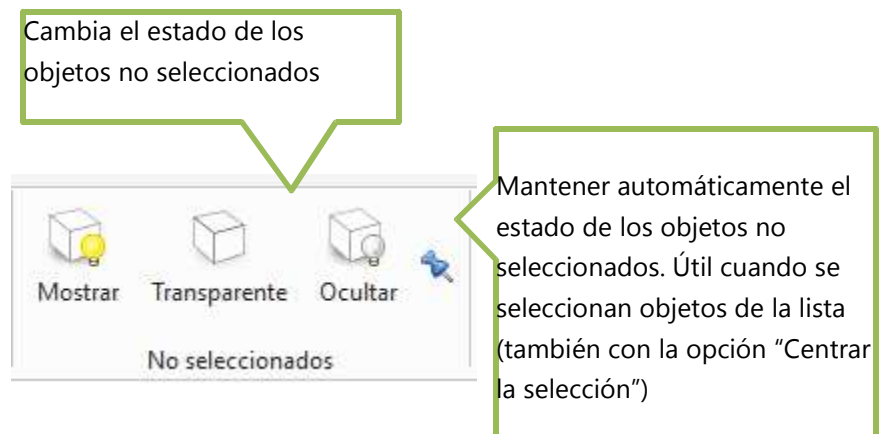 Cambia el estado de los
objetos no seleccionados
Mantener automáticamente el
estado de los objetos no
seleccionados. Útil cuando se
seleccionan objetos de la lista
(también con la opción “Centrar
la selección”)
Mostrar Transparente Ocultar
No seleccionados